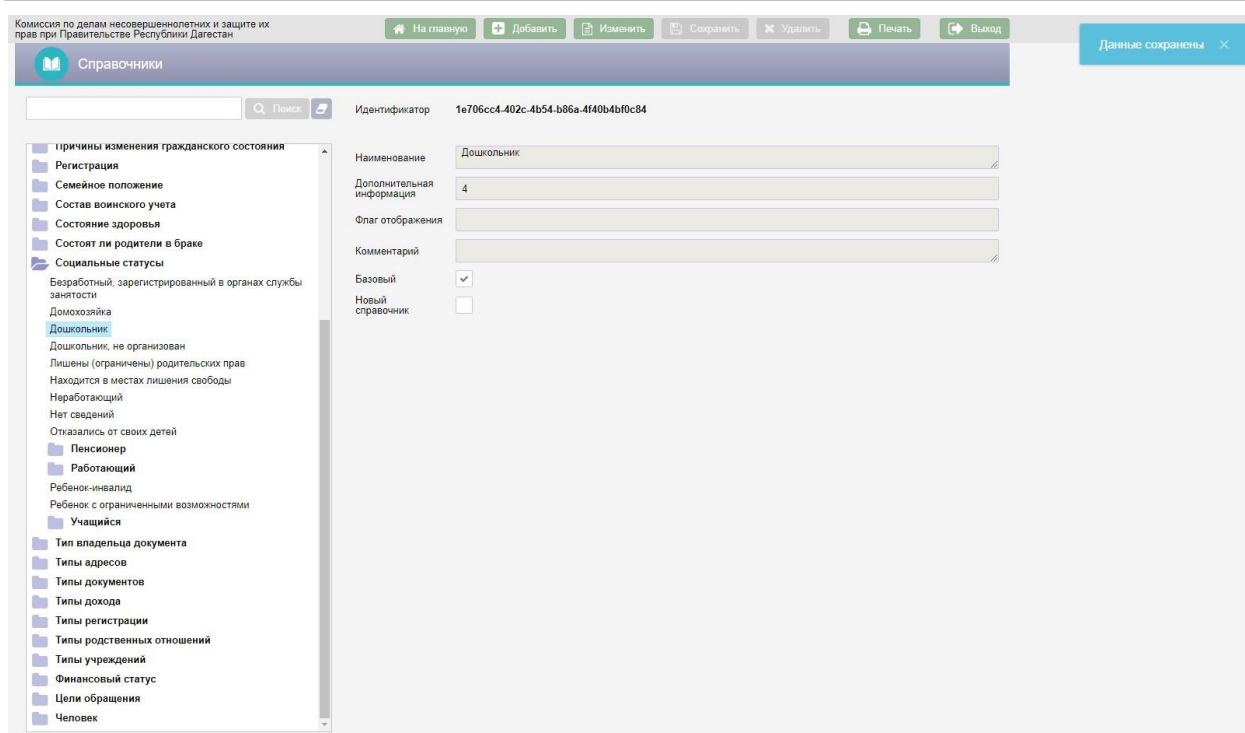 Комиссия по делам несовершеннолетних и защите их
прав при Правительстве Республики Дагестан
На главную
Добавить
Изменить
Сохранить
Удалить
Печать
Выход
Данные сохранены
Справочники
Поиск
Идентификатор
1e706cc4-402c-4b54-b86a-4f40b4bf0c84
Причины изменения гражданского состояния
Регистрация
Семейное положение
Состав воинского учета
Состояние здоровья
Состоят ли родители в браке
Социальные статусы
Безработный, зарегистрированный в органах службы
занятости
Домохозяйка
Дошкольник
Дошкольник, не организован
Лишены (ограничены) родительских прав
Находится в местах лишения свободы
Неработающий
Нет сведений
Отказались от своих детей
Пенсионер
Работающий
Ребенок-инвалид
Ребенок с ограниченными возможностями
Учащийся
Тип владельца документа
Типы адресов
Типы документов
Типы дохода
Типы регистрации
Типы родственных отношений
Типы учреждений
Финансовый статус
Цели обращения
Человек
Наименование
Дошкольник
Дополнительная
информация
4
Флаг отображения
Комментарий
Базовый
Новый
справочник